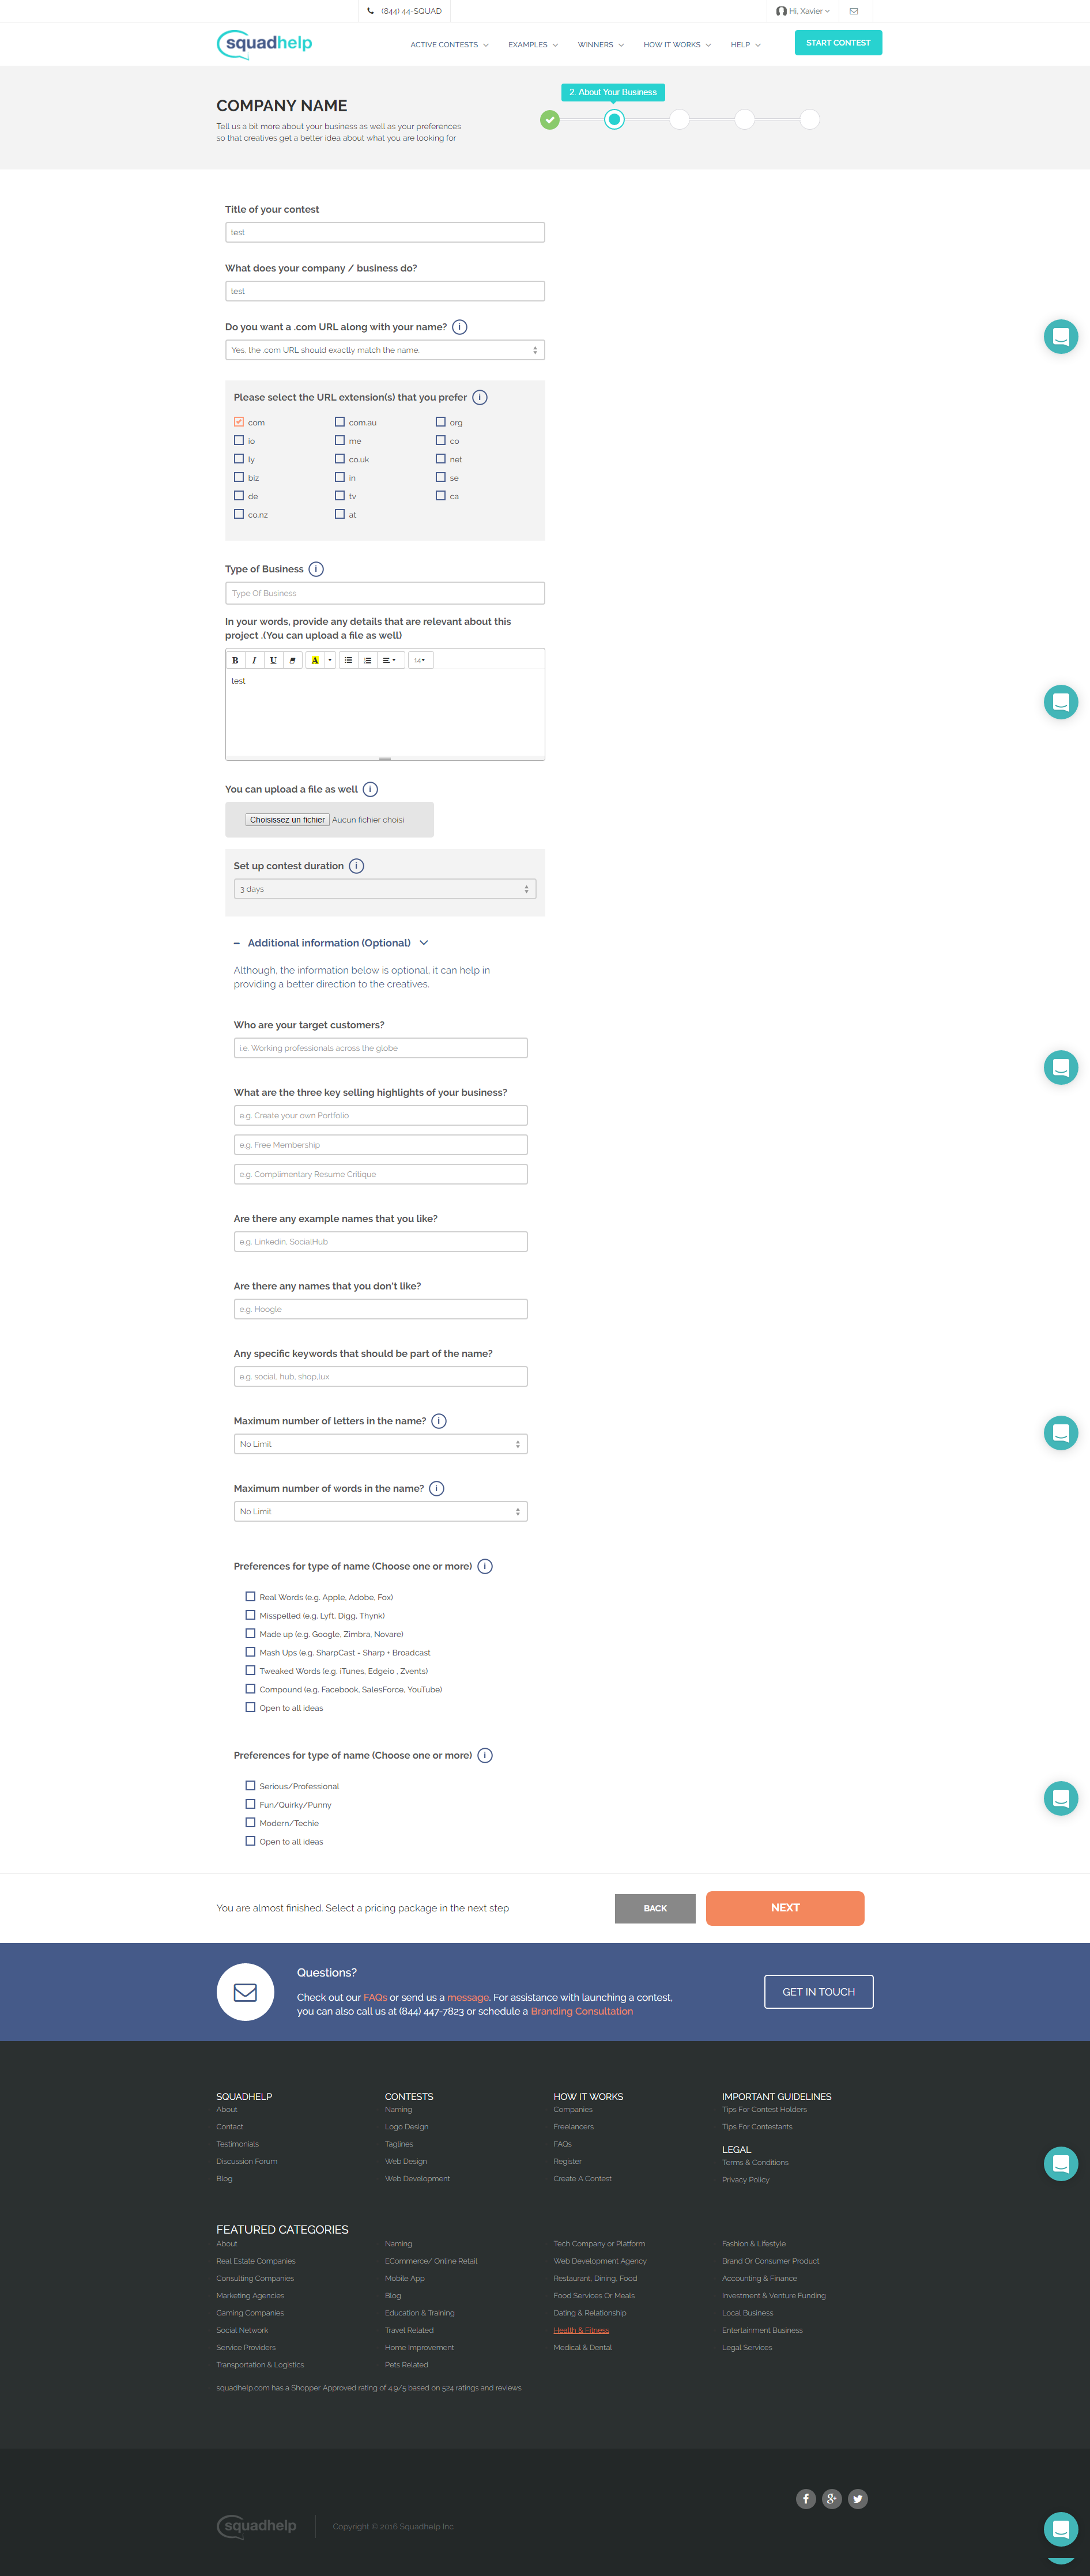 (844) 44-SQUAD
Hi, Xavier
squadhelp
ACTIVE CONTESTS
EXAMPLES
WINNERS
HOW IT WORKS
HELP
START CONTEST
COMPANY NAME
Tell us a bit more about your business as well as your preferences
so that creatives get a better idea about what you are looking for
2. About Your Business
Title of your contest
test
What does your company / business do?
test
Do you want a .com URL along with your name? i
Yes, the .com URL should exactly match the name.
Please select the URL extension(s) that you prefer i
com com.au org
io me co
ly co.uk net
biz in se
de tv ca
co.nz at
Type of Business i
Type Of Business
In your words, provide any details that are relevant about this
project .(You can upload a file as well)
B I U A 14
test
You can upload a file as well i
Choisissez un fichier Aucun fichier choisi
Set up contest duration i
3 days
– Additional information (Optional)
Although, the information below is optional, it can help in
providing a better direction to the creatives.
Who are your target customers?
i.e. Working professionals across the globe
What are the three key selling highlights of your business?
e.g. Create your own Portfolio
e.g. Free Membership
e.g. Complimentary Resume Critique
Are there any example names that you like?
e.g. Linkedin, SocialHub
Are there any names that you don't like?
e.g. Hoogle
Any specific keywords that should be part of the name?
e.g. social, hub, shop,lux
Maximum number of letters in the name? i
No Limit
Maximum number of words in the name? i
No Limit
Preferences for type of name (Choose one or more) i
Real Words (e.g. Apple, Adobe, Fox)
Misspelled (e.g. Lyft, Digg, Thynk)
Made up (e.g. Google, Zimbra, Novare)
Mash Ups (e.g. SharpCast - Sharp + Broadcast
Tweaked Words (e.g. iTunes, Edgeio , Zvents)
Compound (e.g. Facebook, SalesForce, YouTube)
Open to all ideas
Preferences for type of name (Choose one or more) i
Serious/Professional
Fun/Quirky/Punny
Modern/Techie
Open to all ideas
You are almost finished. Select a pricing package in the next step
BACK
NEXT
Questions?
Check out our FAQs or send us a message. For assistance with launching a contest,
you can also call us at (844) 447-7823 or schedule a Branding Consultation
GET IN TOUCH
SQUADHELP
About
Contact
Testimonials
Discussion Forum
Blog
CONTESTS
Naming
Logo Design
Taglines
Web Design
Web Development
HOW IT WORKS
Companies
Freelancers
FAQs
Register
Create A Contest
IMPORTANT GUIDELINES
Tips For Contest Holders
Tips For Contestants
LEGAL
Terms & Conditions
Privacy Policy
FEATURED CATEGORIES
About
Real Estate Companies
Consulting Companies
Marketing Agencies
Gaming Companies
Social Network
Service Providers
Transportation & Logistics
Naming
ECommerce/ Online Retail
Mobile App
Blog
Education & Training
Travel Related
Home Improvement
Pets Related
Tech Company or Platform
Web Development Agency
Restaurant, Dining, Food
Food Services Or Meals
Dating & Relationship
Health & Fitness
Medical & Dental
Fashion & Lifestyle
Brand Or Consumer Product
Accounting & Finance
Investment & Venture Funding
Local Business
Entertainment Business
Legal Services
squadhelp.com has a Shopper Approved rating of 4.9/5 based on 524 ratings and reviews
squadhelp
Copyright © 2016 Squadhelp Inc